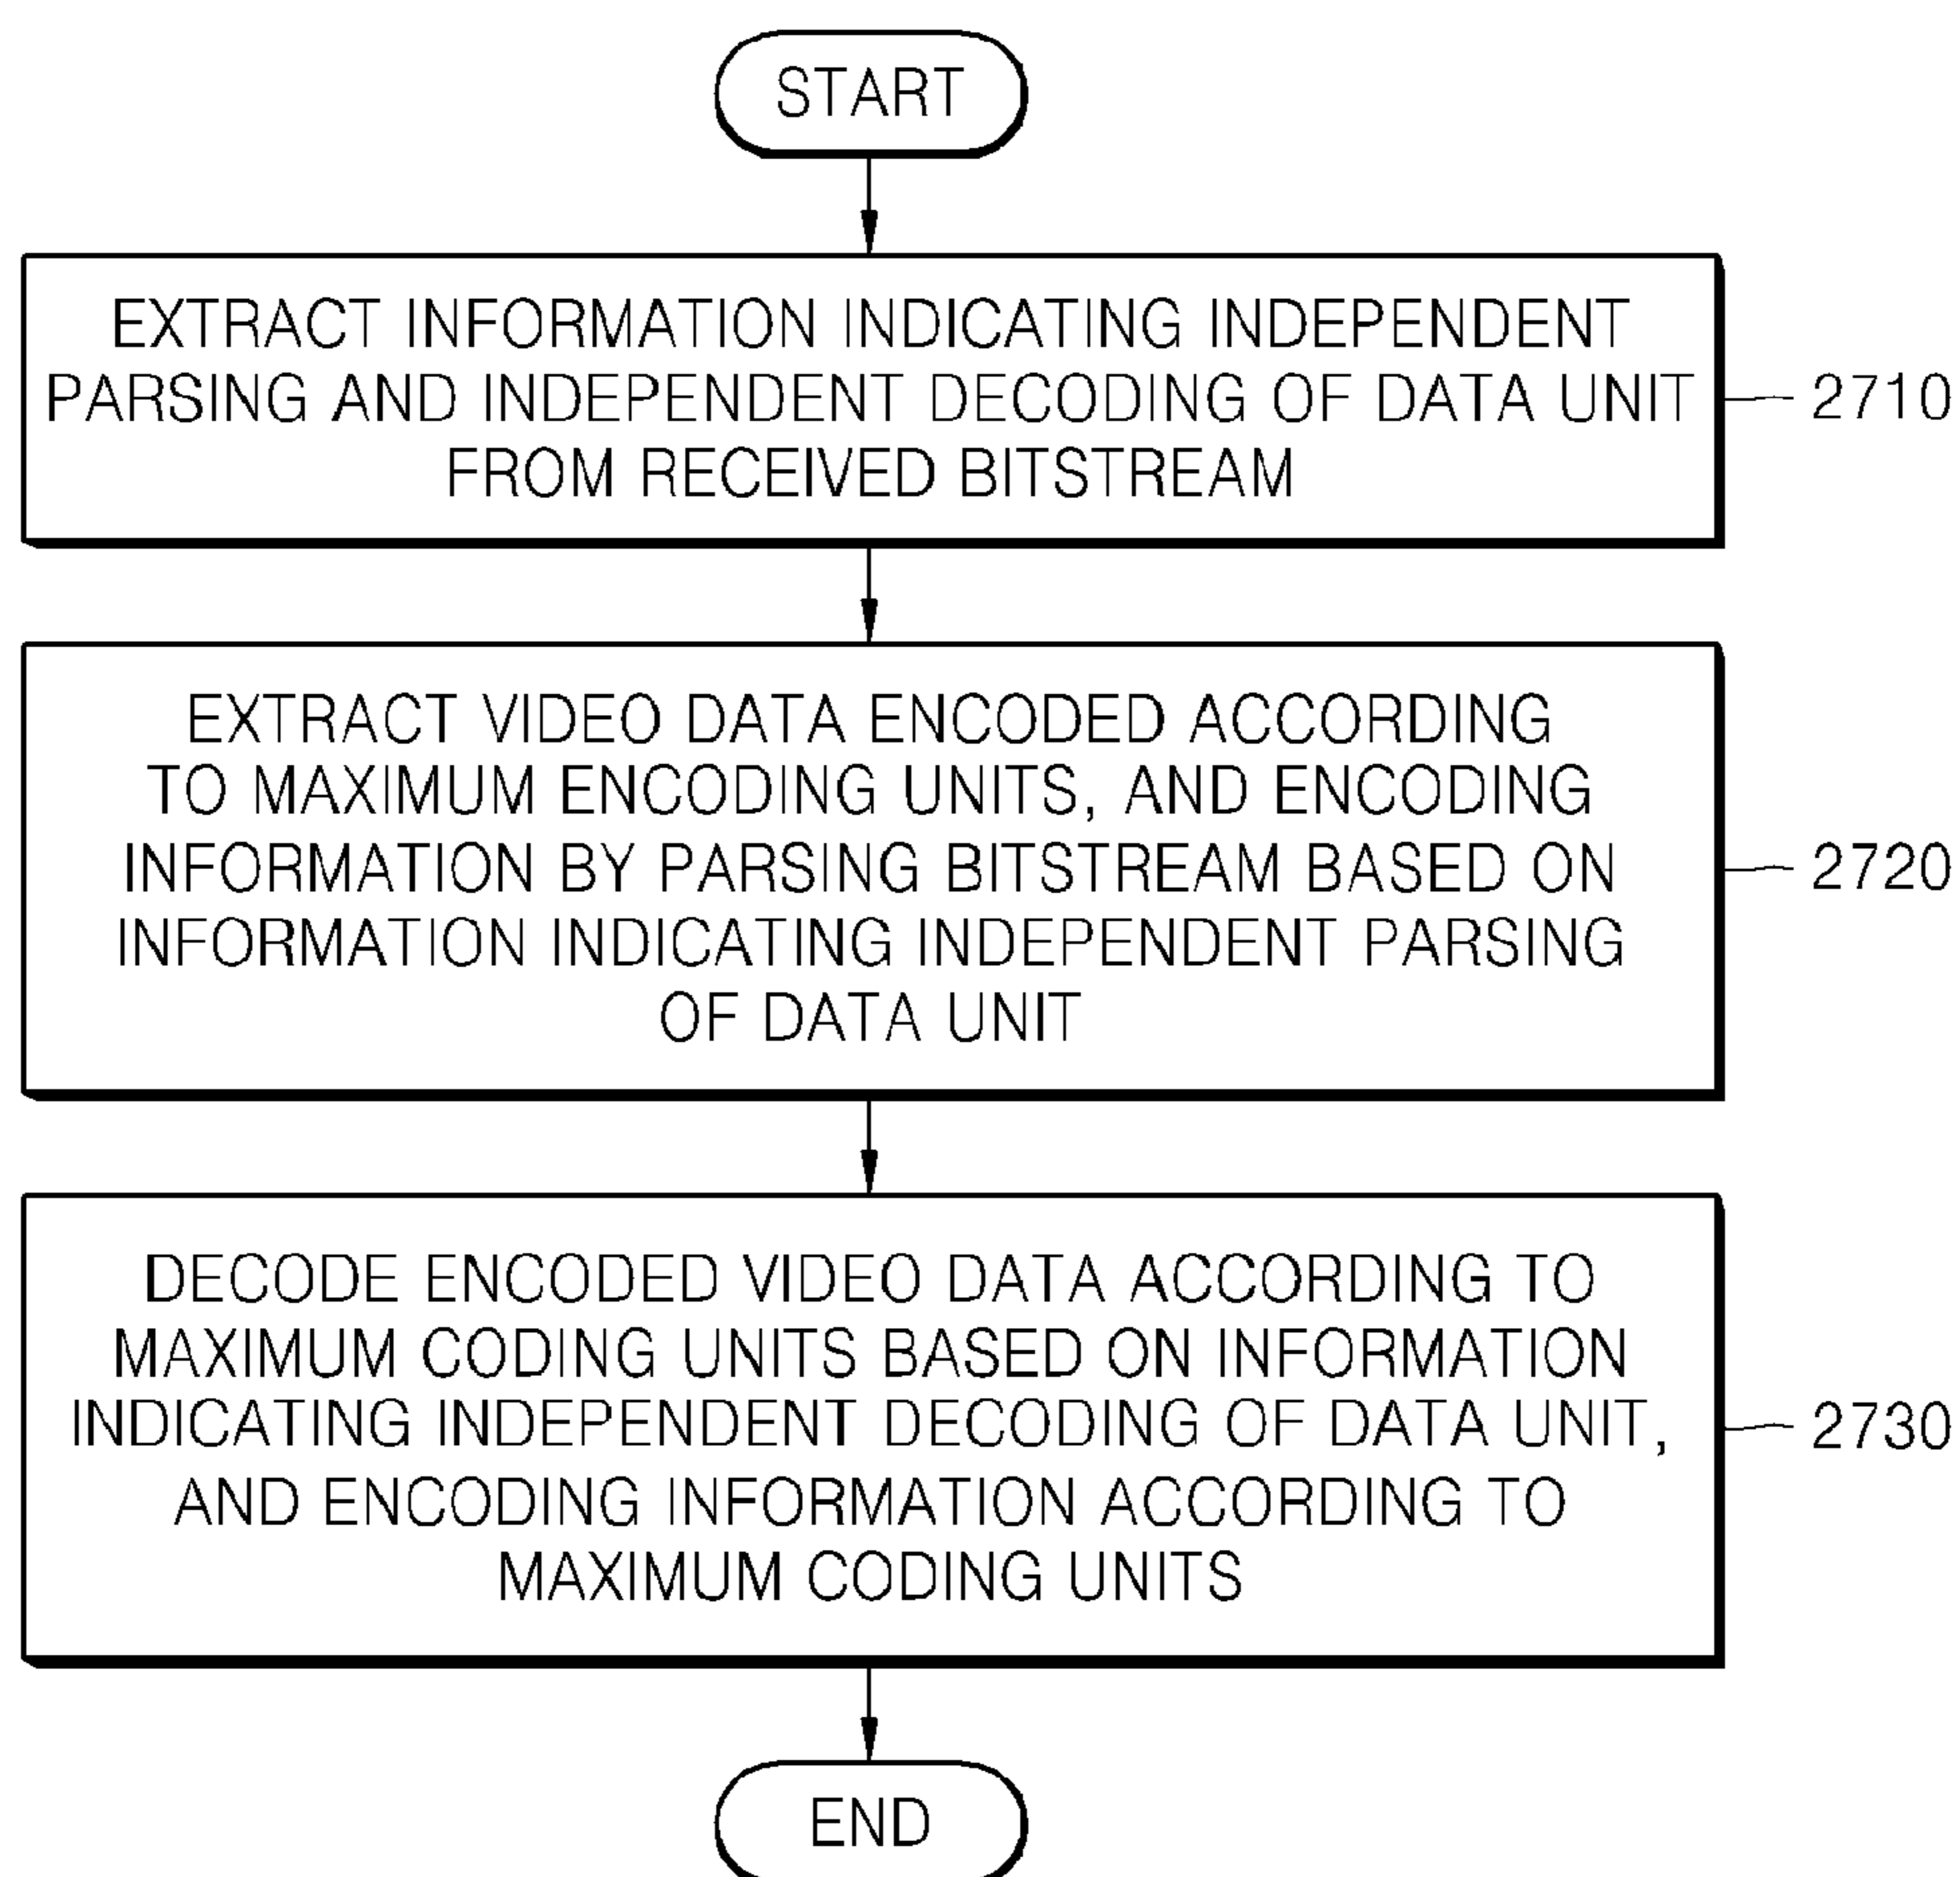 START
EXTRACT INFORMATION INDICATING INDEPENDENT
PARSING AND INDEPENDENT DECODING OF DATA UNIT
FROM RECEIVED BITSTREAM
2710
EXTRACT VIDEO DATA ENCODED ACCORDING
TO MAXIMUM ENCODING UNITS, AND ENCODING
INFORMATION BY PARSING BITSTREAM BASED ON
INFORMATION INDICATING INDEPENDENT PARSING
OF DATA UNIT
2720
DECODE ENCODED VIDEO DATA ACCORDING TO
MAXIMUM CODING UNITS BASED ON INFORMATION
INDICATING INDEPENDENT DECODING OF DATA UNIT,
AND ENCODING INFORMATION ACCORDING TO
MAXIMUM CODING UNITS
2730
END